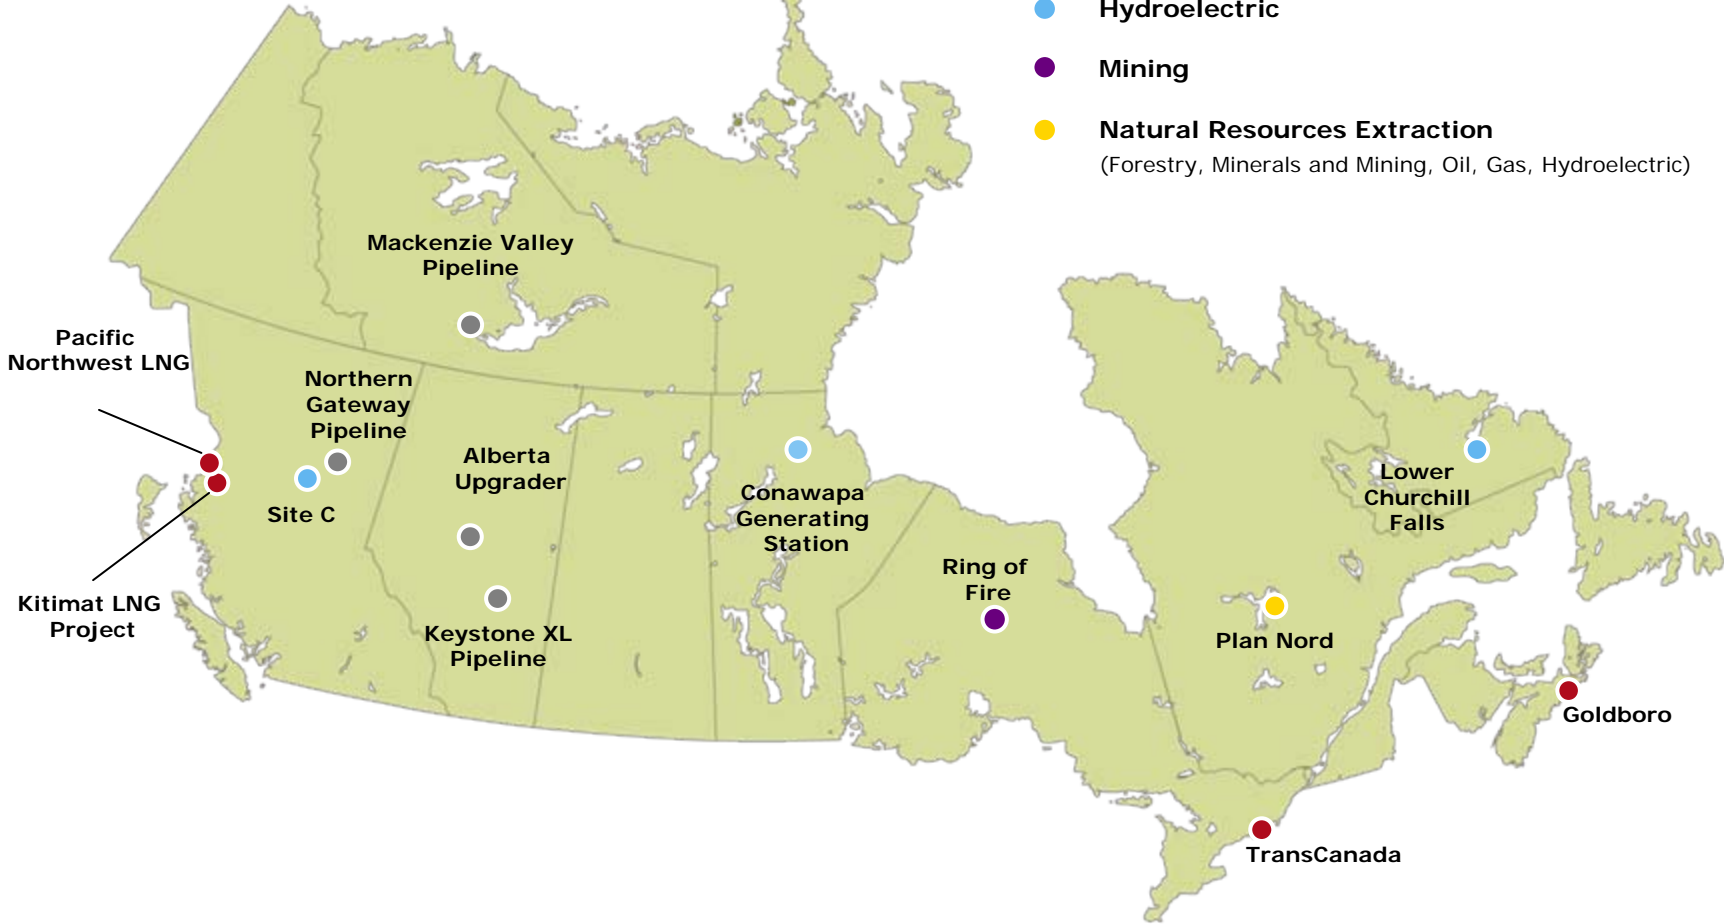 Hydroelectric
Mining
Natural Resources Extraction
(Forestry, Minerals and Mining, Oil, Gas, Hydroelectric)
Mackenzie Valley
Pipeline
Pacific
Northwest LNG
Northern
Gateway
Pipeline
Alberta
Upgrader
Site C
Conawapa
Generating
Station
Lower
Churchill
Falls
Ring of
Fire
Kitimat LNG
Project
Keystone XL
Pipeline
Plan Nord
Goldboro
TransCanada